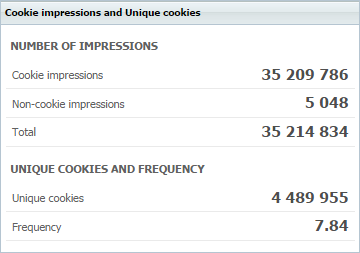 Cookie impressions and Unique cookies
NUMBER OF IMPRESSIONS
Cookie impressions 35 209 786
Non-cookie impressions 5 048
Total 35 214 834
UNIQUE COOKIES AND FREQUENCY
Unique cookies 4 489 955
Frequency 7.84